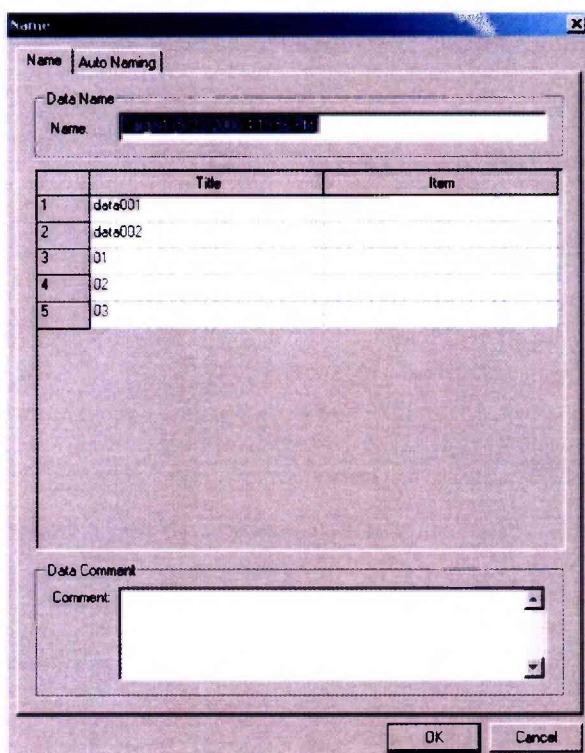 Name
Name Auto Naming
Data Name
Name:
Title Item
1 data001
2 data002
3 01
4 02
5 03
Data Comment
Comment:
OK Cancel